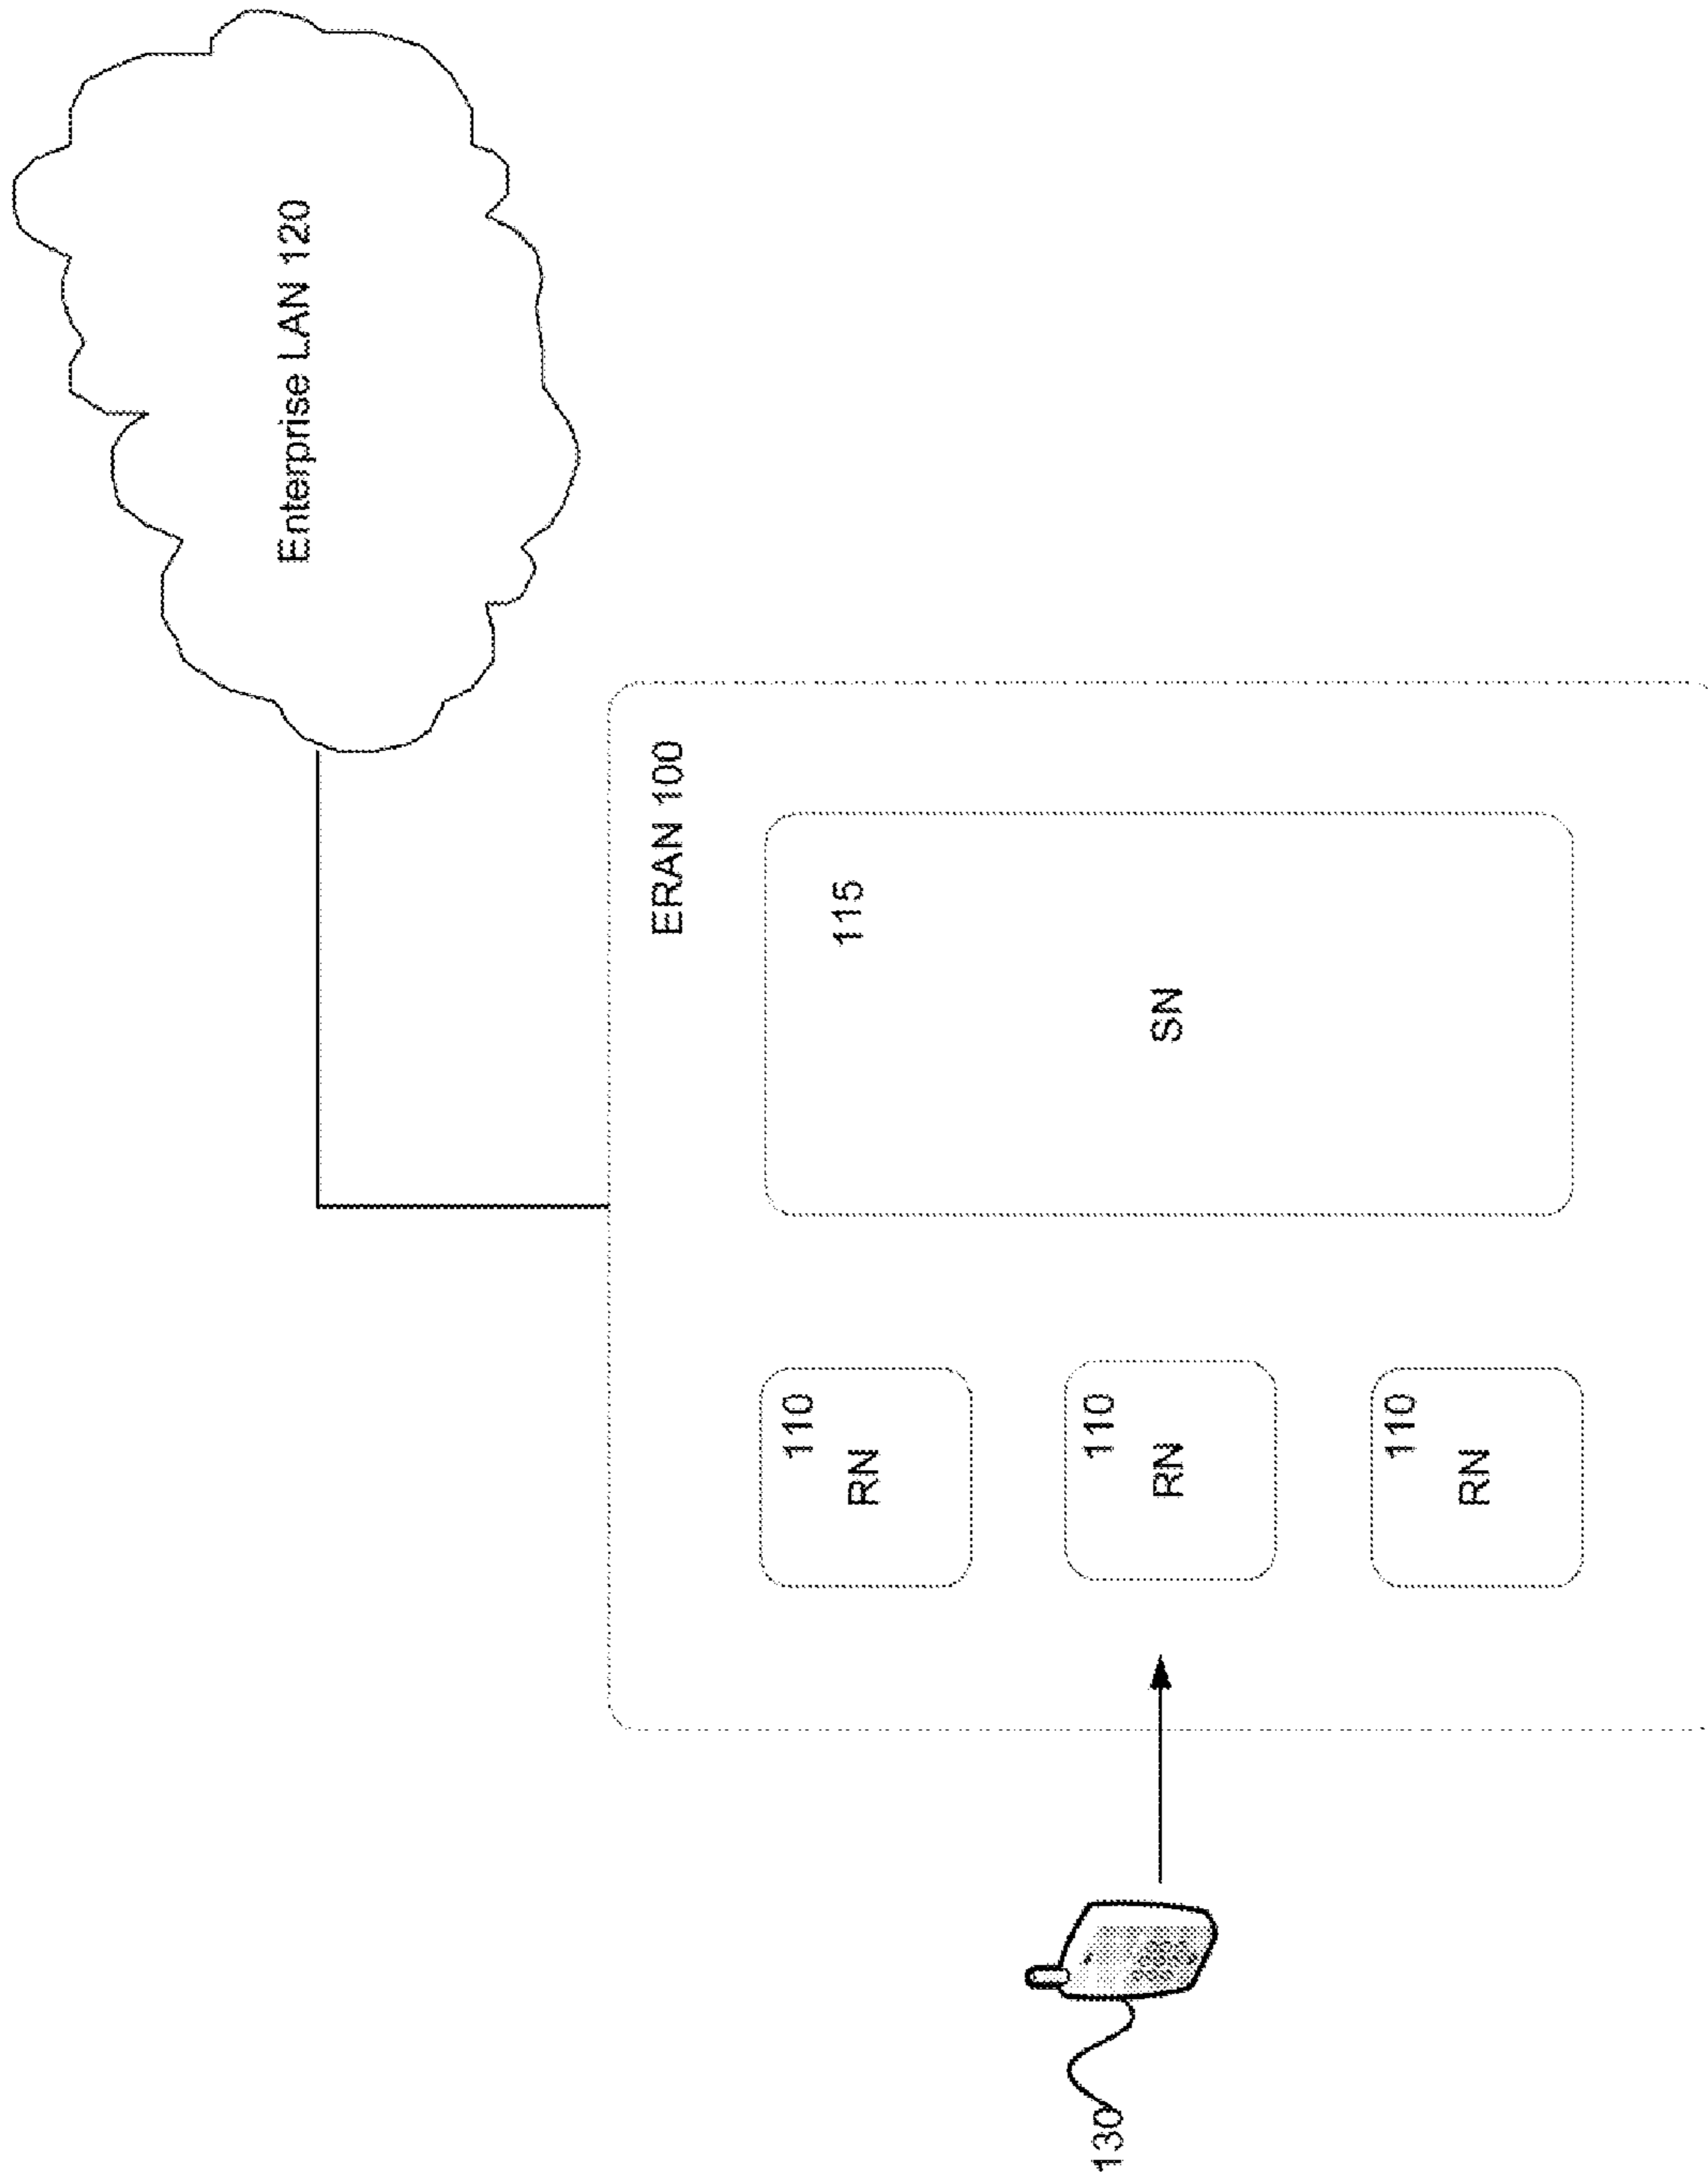 Enterprise LAN 120
ERAN 100
110
RN
115
110
RN
SN
110
RN
130